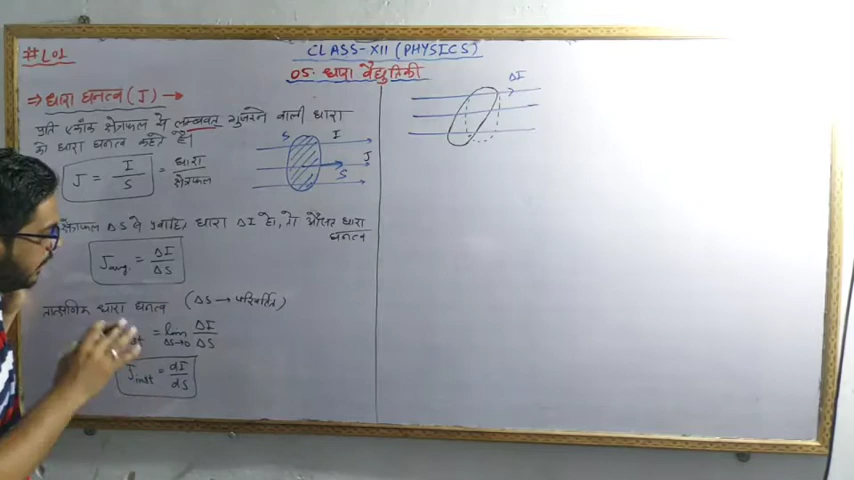 #L01
CLASS-XII (PHYSICS)
05. धारा वैद्युतिकी
⇒ धारा घनत्व (J) →
प्रति एकांक क्षेत्रफल से लम्बवत् गुजरने वाली धारा
को धारा घनत्व कहते हैं।
J = I/S = धारा/क्षेत्रफल
S I
J
S
ΔS से प्रवाहित धारा ΔI हो, तो औसत धारा
घनत्व
Javg. = ΔI/ΔS
तात्क्षणिक धारा घनत्व (ΔS → परिवर्तित)
= lim ΔS→0 ΔI/ΔS
Jinst = dI/dS
ΔI